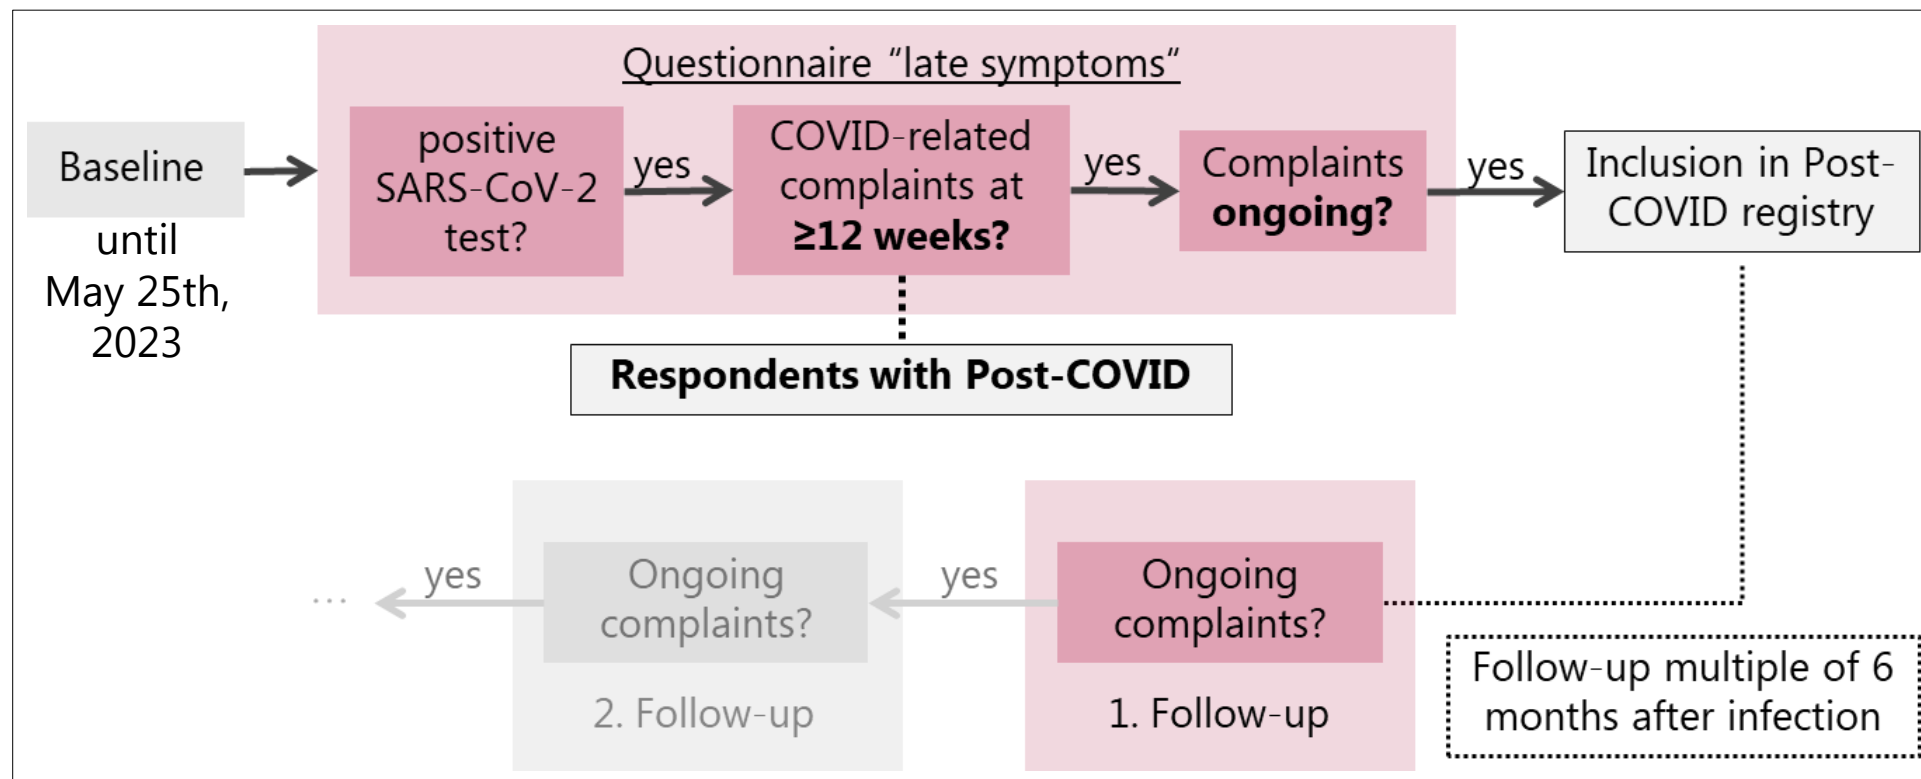 Questionnaire “late symptoms“
Baseline
until
May 25th,
2023
positive
SARS-CoV-2
test?
yes
COVID-related
complaints at
≥12 weeks?
yes
Complaints
ongoing?
yes
Inclusion in Post-
COVID registry
Respondents with Post-COVID
Follow-up multiple of 6
months after infection
Ongoing
complaints?
1. Follow-up
yes
Ongoing
complaints?
2. Follow-up
yes
...